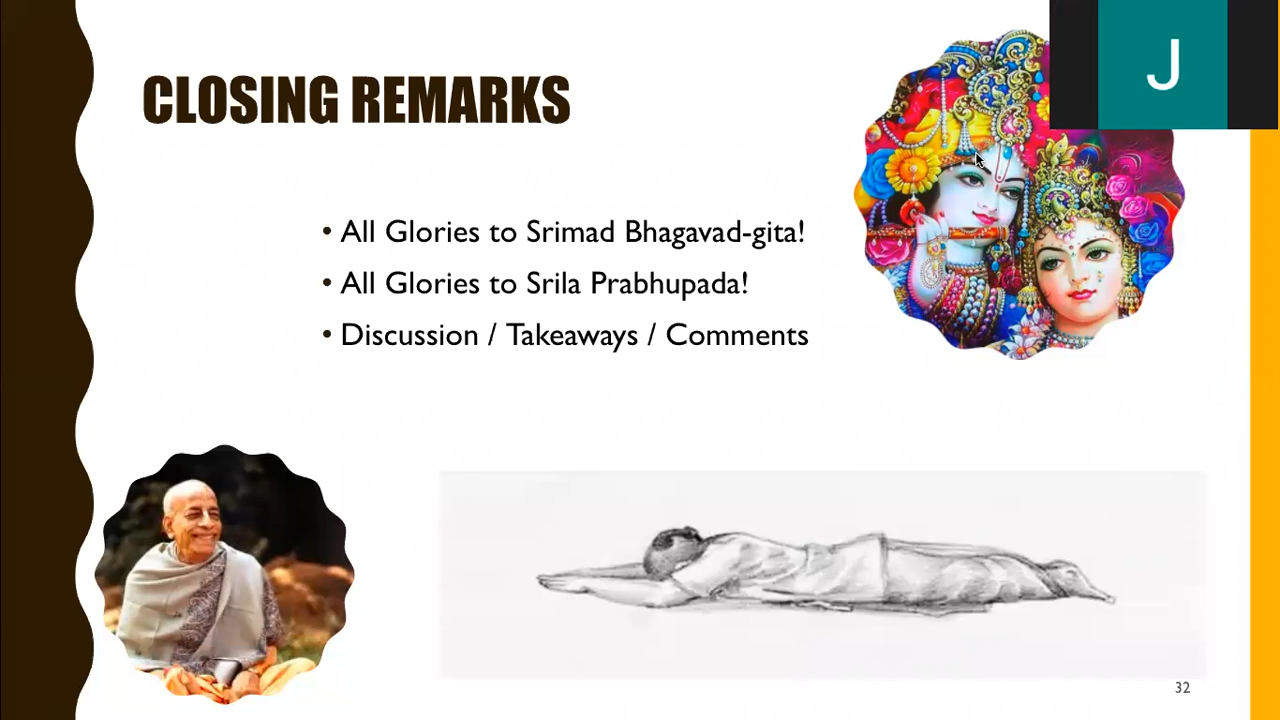 J
CLOSING REMARKS
• All Glories to Srimad Bhagavad-gita!
• All Glories to Srila Prabhupada!
• Discussion / Takeaways / Comments
32